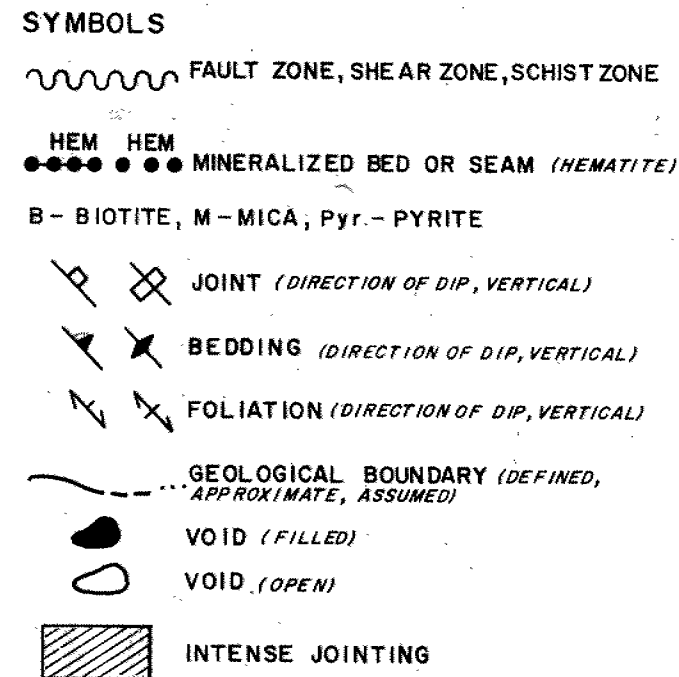 SYMBOLS
FAULT ZONE, SHEAR ZONE, SCHIST ZONE
HEM HEM
MINERALIZED BED OR SEAM (HEMATITE)
B - BIOTITE, M - MICA, Pyr. - PYRITE
JOINT (DIRECTION OF DIP, VERTICAL)
BEDDING (DIRECTION OF DIP, VERTICAL)
FOLIATION (DIRECTION OF DIP, VERTICAL)
GEOLOGICAL BOUNDARY (DEFINED,
APPROXIMATE, ASSUMED)
VOID (FILLED)
VOID (OPEN)
INTENSE JOINTING